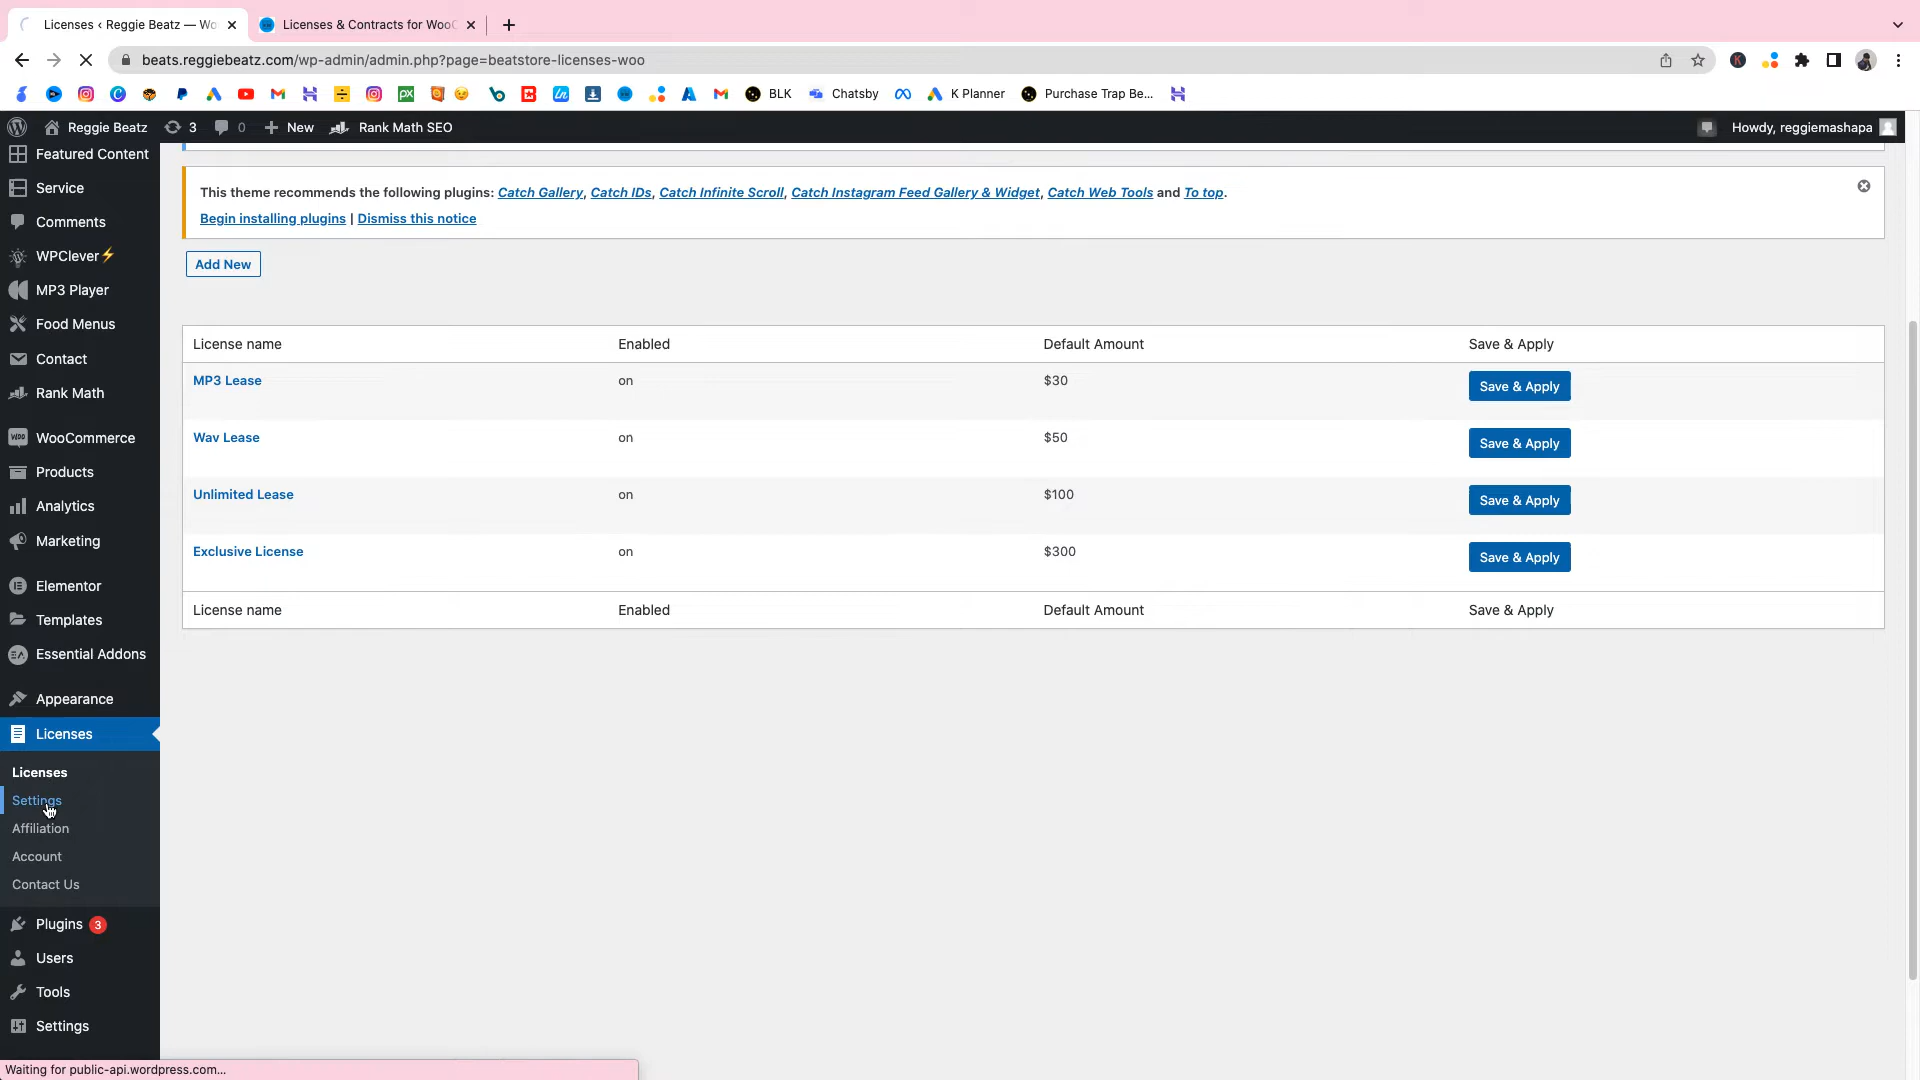 Licenses ‹ Reggie Beatz — Wo
Licenses & Contracts for WooC
beats.reggiebeatz.com/wp-admin/admin.php?page=beatstore-licenses-woo
BLK
Chatsby
K Planner
Purchase Trap Be...
Reggie Beatz
3
0
New
Rank Math SEO
Howdy, reggiemashapa
Featured Content
Service
Comments
WPClever⚡
MP3 Player
Food Menus
Contact
Rank Math
WooCommerce
Products
Analytics
Marketing
Elementor
Templates
Essential Addons
Appearance
Licenses
Licenses
Settings
Affiliation
Account
Contact Us
Plugins 3
Users
Tools
Settings
This theme recommends the following plugins: Catch Gallery, Catch IDs, Catch Infinite Scroll, Catch Instagram Feed Gallery & Widget, Catch Web Tools and To top.
Begin installing plugins | Dismiss this notice
Add New
License name Enabled Default Amount Save & Apply
MP3 Lease on $30 Save & Apply
Wav Lease on $50 Save & Apply
Unlimited Lease on $100 Save & Apply
Exclusive License on $300 Save & Apply
License name Enabled Default Amount Save & Apply
Waiting for public-api.wordpress.com...